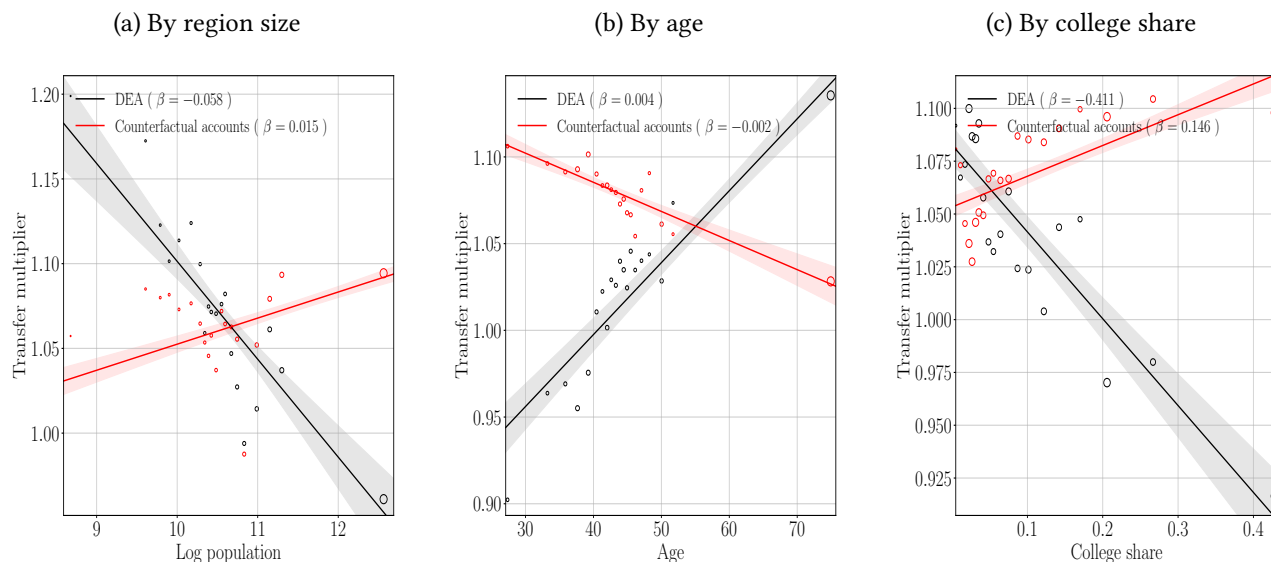 (a) By region size
(b) By age
(c) By college share
DEA ( β = −0.058 )
Counterfactual accounts ( β = 0.015 )
1.20
1.15
1.10
1.05
1.00
Transfer multiplier
9 10 11 12
Log population
DEA ( β = 0.004 )
Counterfactual accounts ( β = −0.002 )
1.10
1.05
1.00
0.95
0.90
Transfer multiplier
30 40 50 60 70
Age
DEA ( β = −0.411 )
Counterfactual accounts ( β = 0.146 )
1.100
1.075
1.050
1.025
1.000
0.975
0.950
0.925
Transfer multiplier
0.1 0.2 0.3 0.4
College share